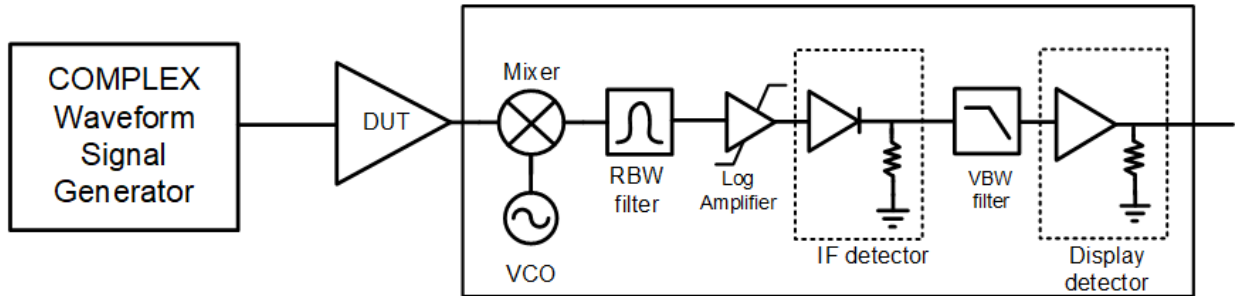 COMPLEX
Waveform
Signal
Generator
DUT
Mixer
VCO
RBW
filter
Log
Amplifier
IF detector
VBW
filter
Display
detector